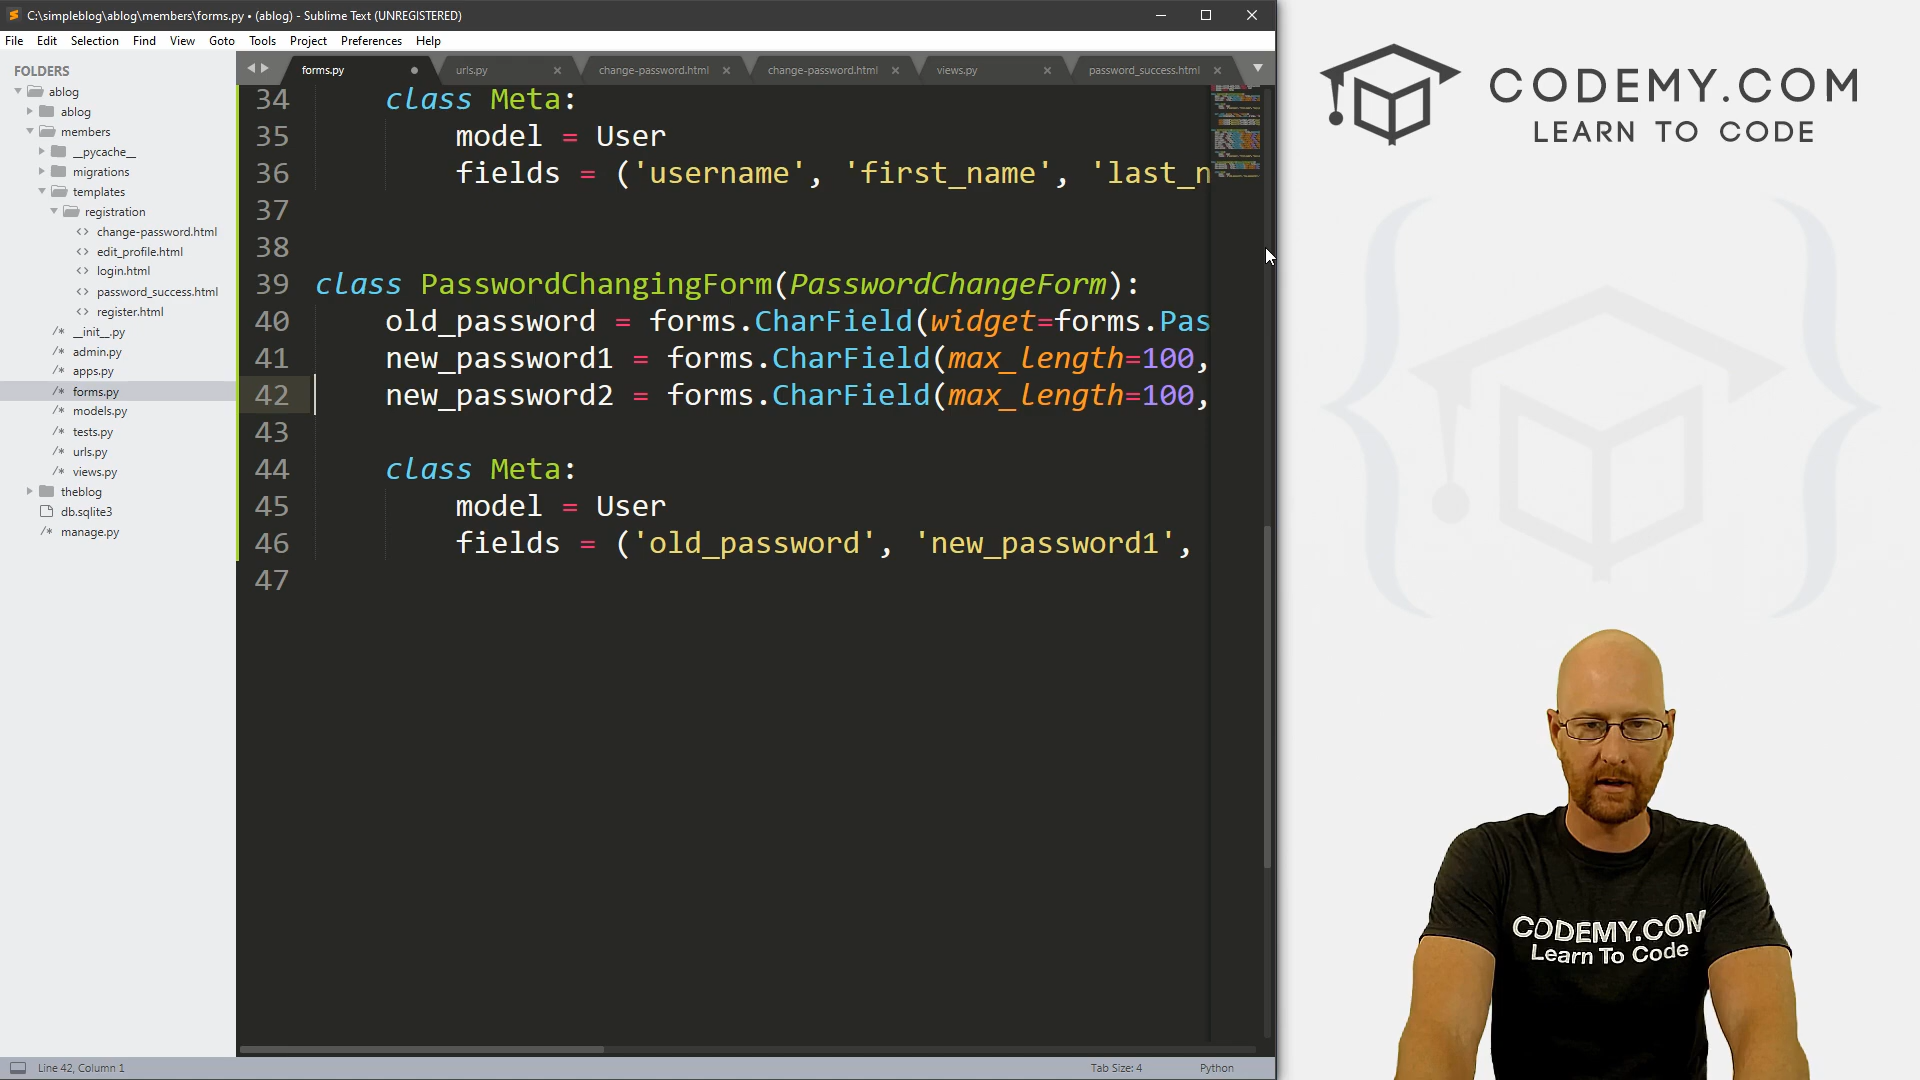 C:\simpleblog\ablog\members\forms.py • (ablog) - Sublime Text (UNREGISTERED)
File Edit Selection Find View Goto Tools Project Preferences Help
FOLDERS
ablog
ablog
members
__pycache__
migrations
templates
registration
change-password.html
edit_profile.html
login.html
password_success.html
register.html
__init__.py
admin.py
apps.py
forms.py
models.py
tests.py
urls.py
views.py
theblog
db.sqlite3
manage.py
forms.py urls.py change-password.html change-password.html views.py password_success.html
34 class Meta:
35 model = User
36 fields = ('username', 'first_name', 'last_n
37
38
39 class PasswordChangingForm(PasswordChangeForm):
40 old_password = forms.CharField(widget=forms.Pas
41 new_password1 = forms.CharField(max_length=100,
42 new_password2 = forms.CharField(max_length=100,
43
44 class Meta:
45 model = User
46 fields = ('old_password', 'new_password1',
47
Line 42, Column 1
Tab Size: 4
Python
CODEMY.COM
LEARN TO CODE
CODEMY.COM
Learn To Code